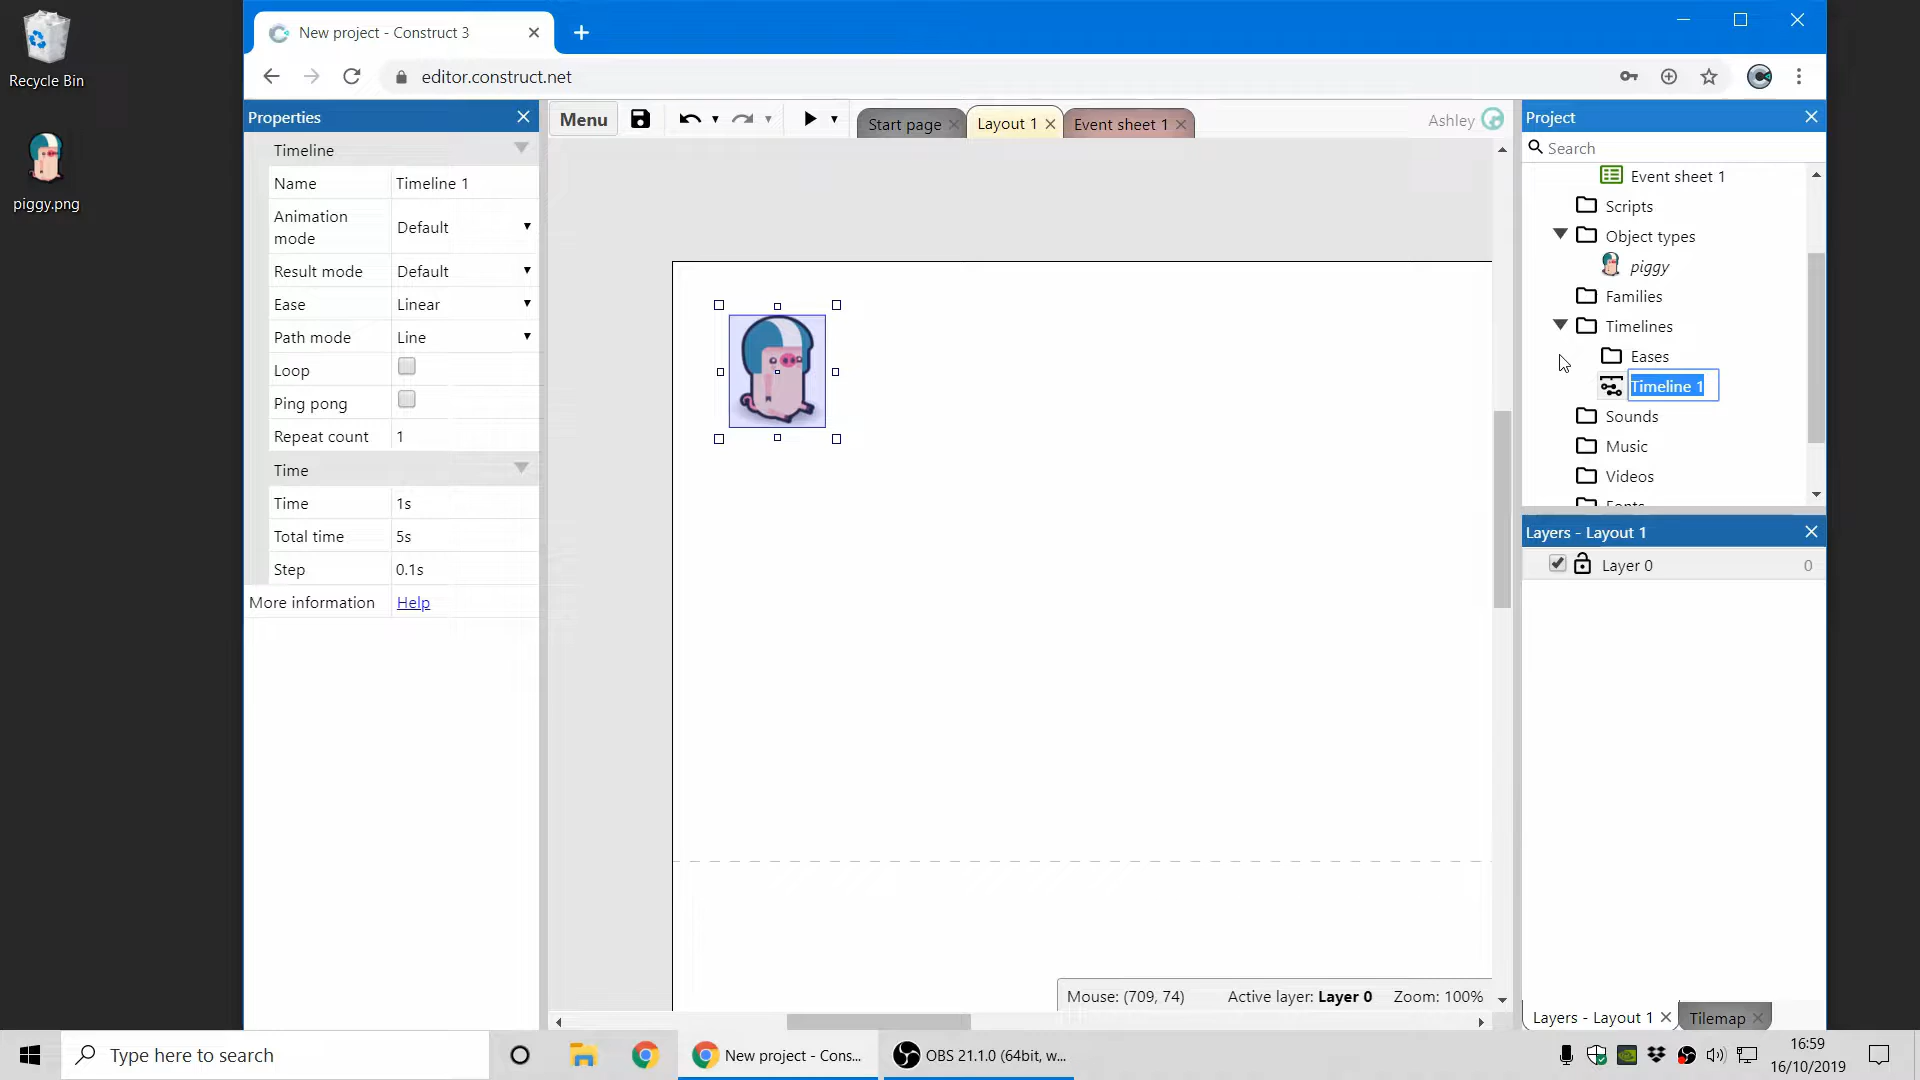 Recycle Bin
piggy.png
New project - Construct 3
editor.construct.net
Properties
Timeline
Name Timeline 1
Animation mode Default
Result mode Default
Ease Linear
Path mode Line
Loop
Ping pong
Repeat count 1
Time
Time 1s
Total time 5s
Step 0.1s
More information Help
Menu
Start page
Layout 1
Event sheet 1
Ashley
Mouse: (709, 74) Active layer: Layer 0 Zoom: 100%
Project
Search
Event sheet 1
Scripts
Object types
piggy
Families
Timelines
Eases
Timeline 1
Sounds
Music
Videos
Fonts
Layers - Layout 1
Layer 0 0
Layers - Layout 1
Tilemap
Type here to search
New project - Cons...
OBS 21.1.0 (64bit, w...
16:59
16/10/2019